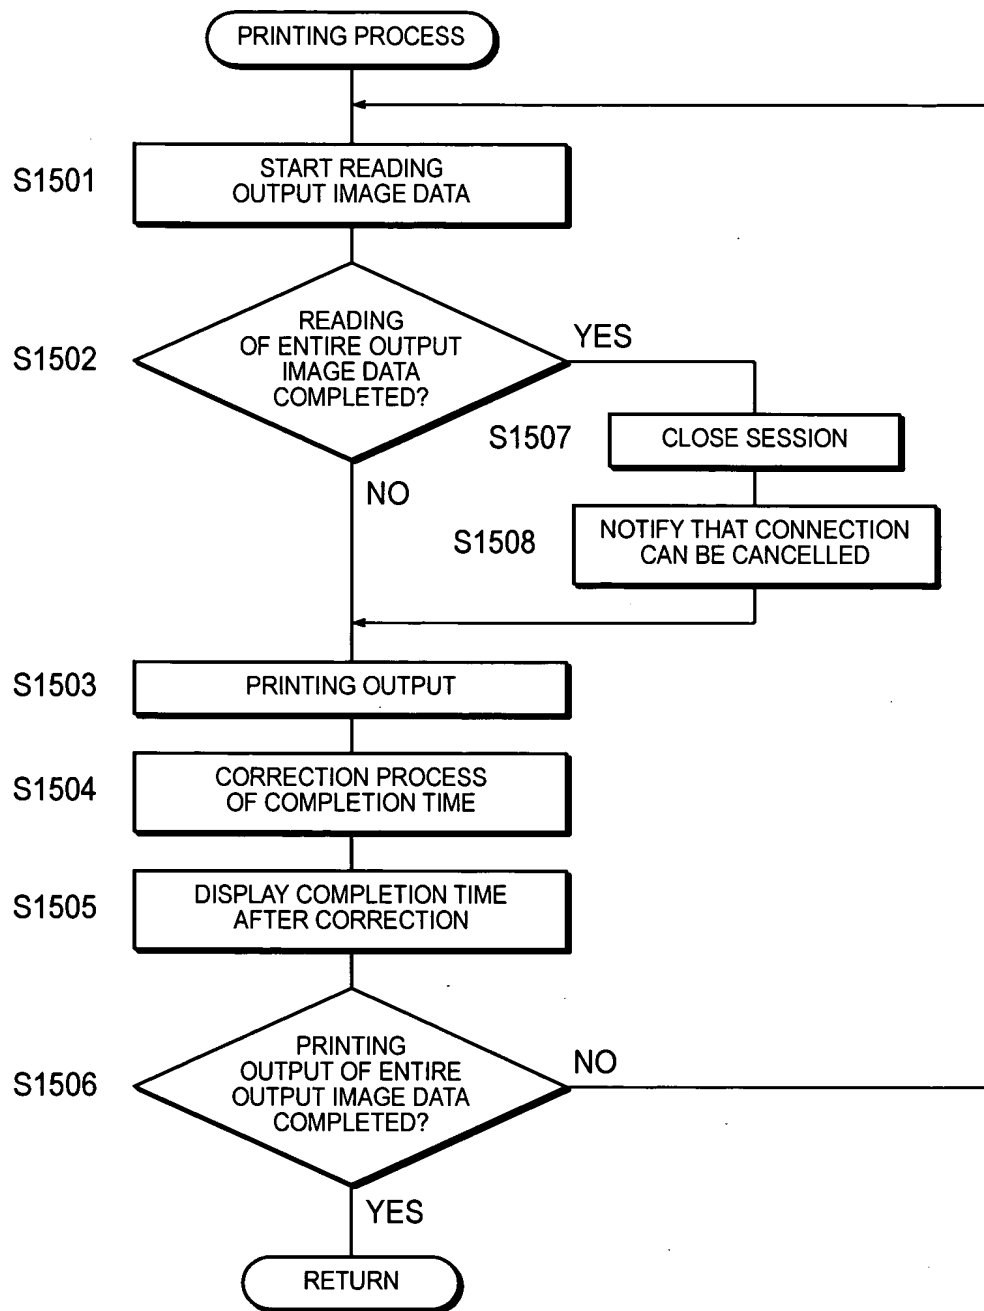 PRINTING PROCESS
S1501
START READING
OUTPUT IMAGE DATA
S1502
READING
OF ENTIRE OUTPUT
IMAGE DATA
COMPLETED?
YES
NO
S1507
CLOSE SESSION
S1508
NOTIFY THAT CONNECTION
CAN BE CANCELLED
S1503
PRINTING OUTPUT
S1504
CORRECTION PROCESS
OF COMPLETION TIME
S1505
DISPLAY COMPLETION TIME
AFTER CORRECTION
S1506
PRINTING
OUTPUT OF ENTIRE
OUTPUT IMAGE DATA
COMPLETED?
NO
YES
RETURN